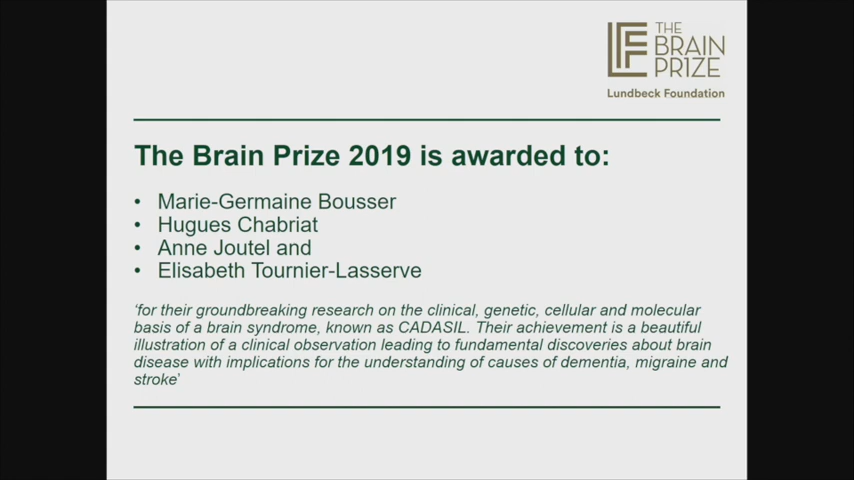 THE
BRAIN
PRIZE
Lundbeck Foundation
The Brain Prize 2019 is awarded to:
• Marie-Germaine Bousser
• Hugues Chabriat
• Anne Joutel and
• Elisabeth Tournier-Lasserve
‘for their groundbreaking research on the clinical, genetic, cellular and molecular
basis of a brain syndrome, known as CADASIL. Their achievement is a beautiful
illustration of a clinical observation leading to fundamental discoveries about brain
disease with implications for the understanding of causes of dementia, migraine and
stroke’